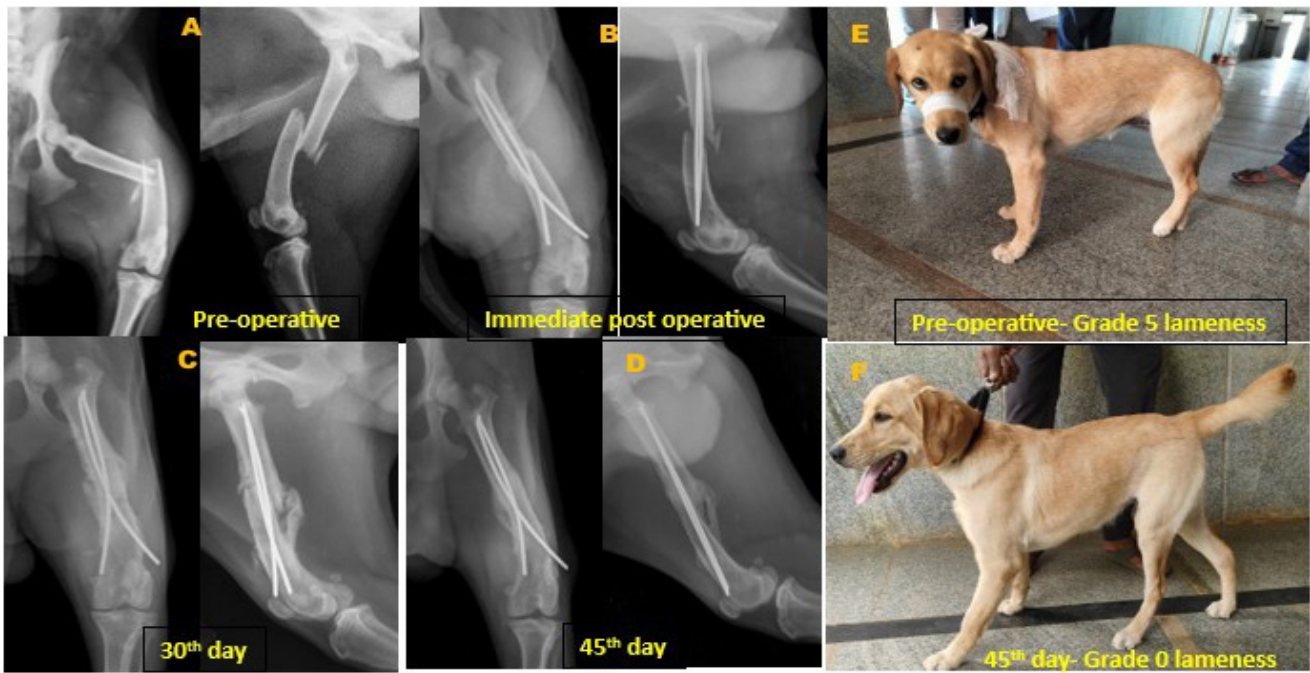 A
B
E
Pre-operative
Immediate post operative
Pre-operative- Grade 5 lameness
C
D
F
30th day
45th day
45th day- Grade 0 lameness